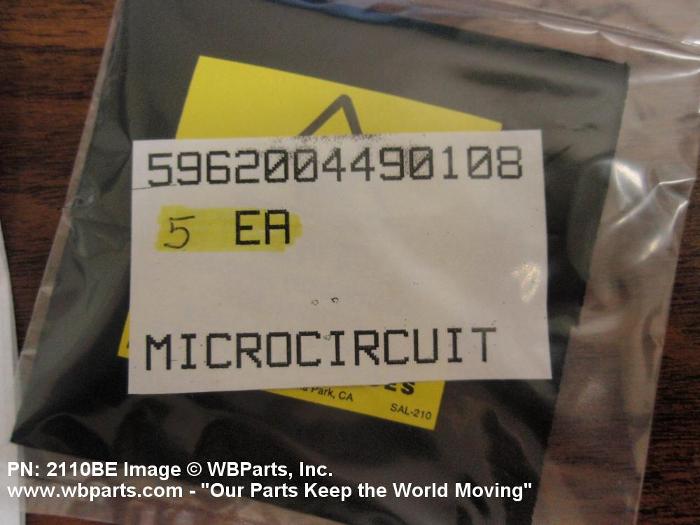 5962004490108
5 EA
MICROCIRCUIT
Park, CA
SAL-210
PN: 2110BE Image © WBParts, Inc.
www.wbparts.com - "Our Parts Keep the World Moving"